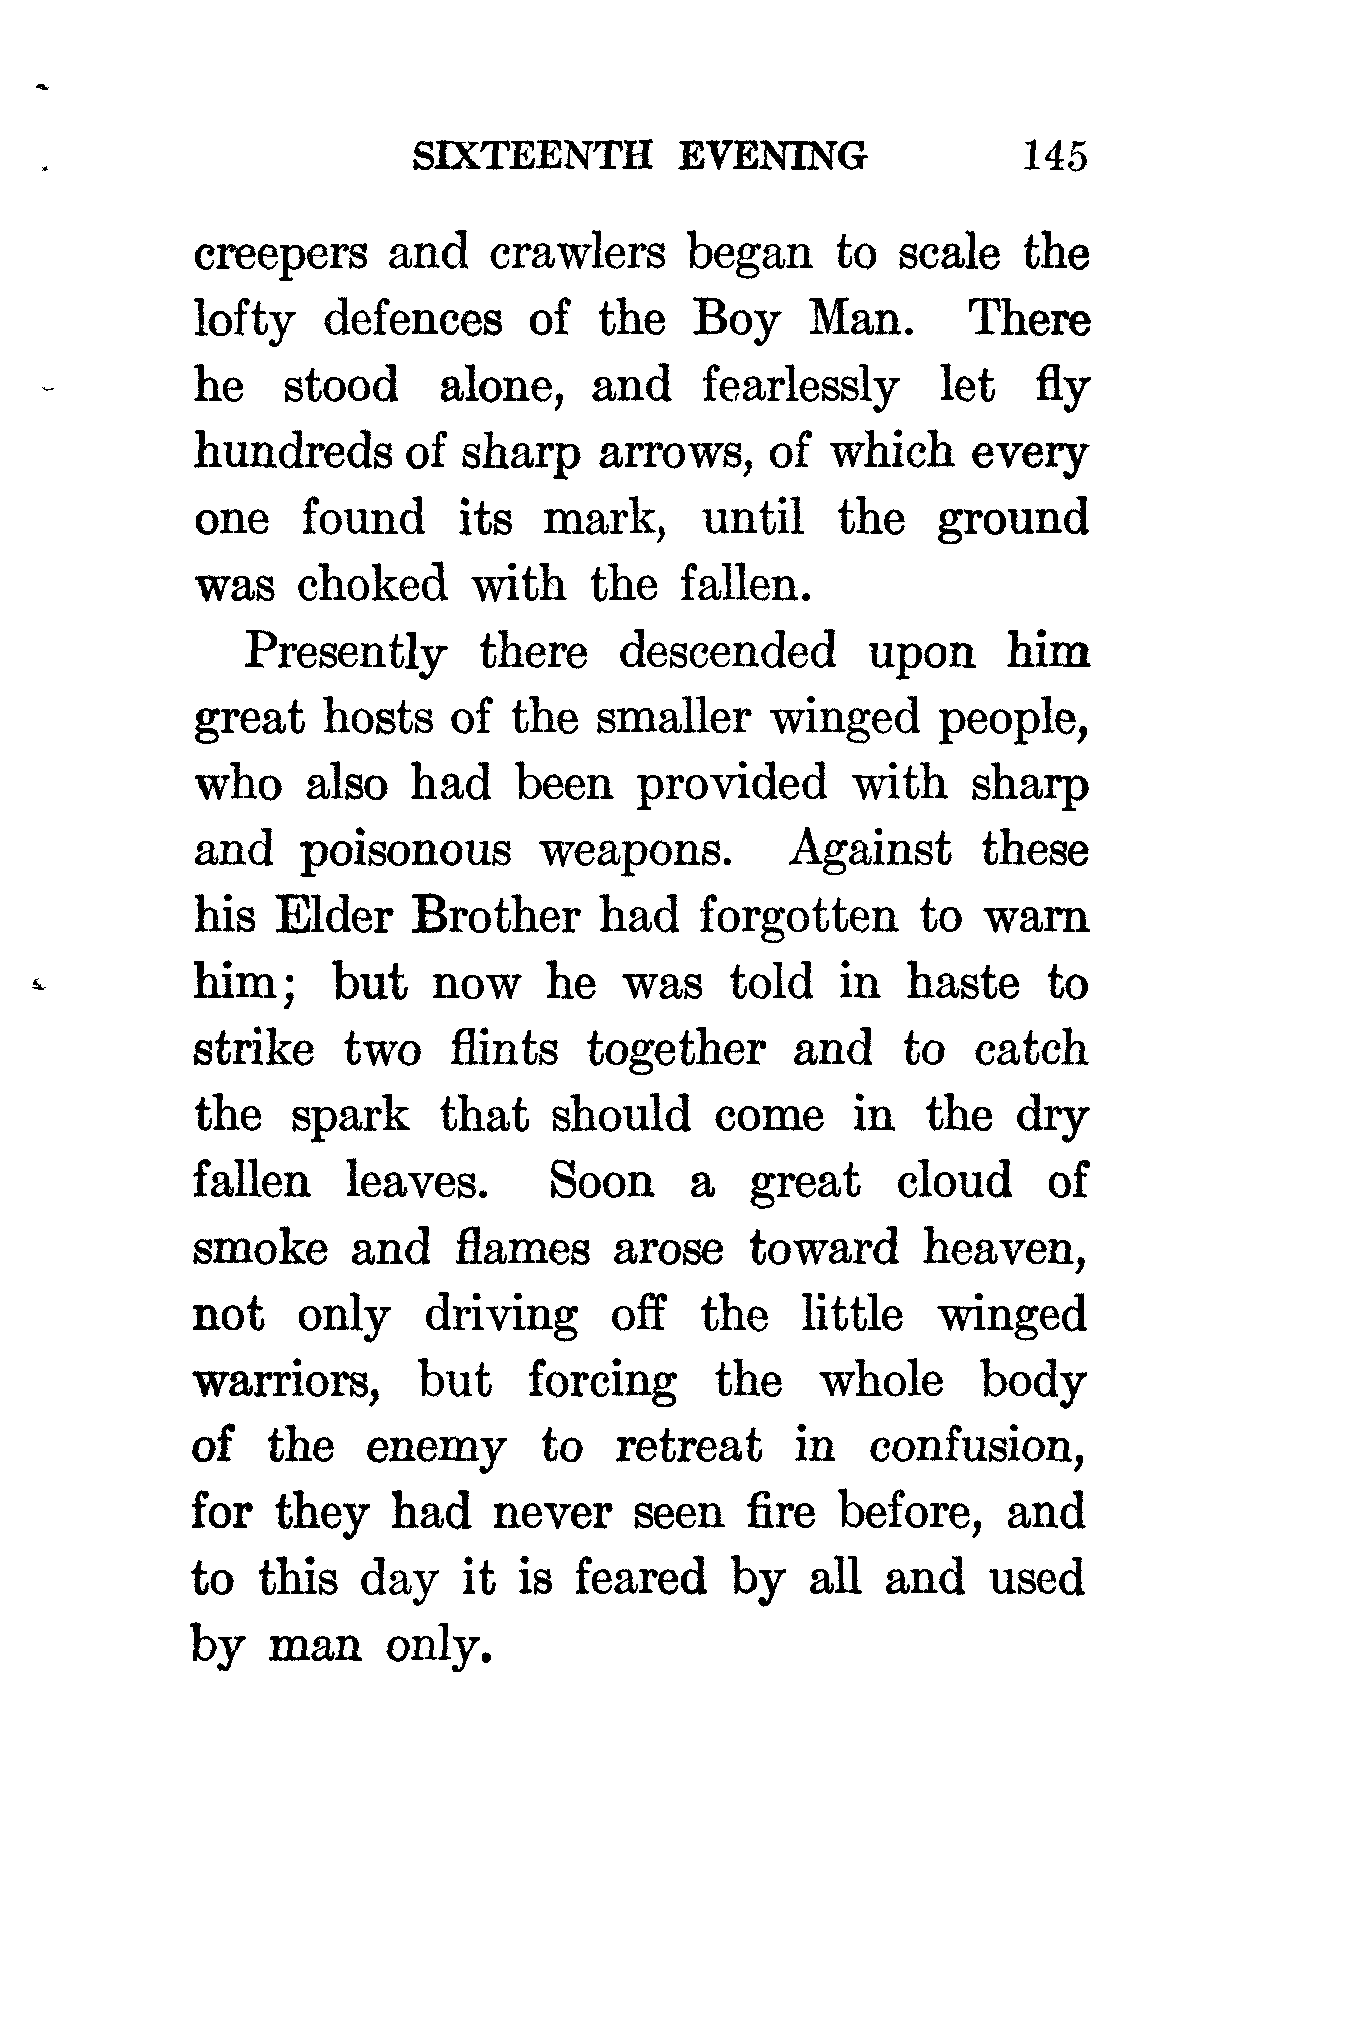 SIXTEENTH EVENING 145
creepers and crawlers began to scale the
lofty defences of the Boy Man. There
he stood alone, and fearlessly let fly
hundreds of sharp arrows, of which every
one found its mark, until the ground
was choked with the fallen.
Presently there descended upon him
great hosts of the smaller winged people,
who also had been provided with sharp
and poisonous weapons. Against these
his Elder Brother had forgotten to warn
him; but now he was told in haste to
strike two flints together and to catch
the spark that should come in the dry
fallen leaves. Soon a great cloud of
smoke and flames arose toward heaven,
not only driving off the little winged
warriors, but forcing the whole body
of the enemy to retreat in confusion,
for they had never seen fire before, and
to this day it is feared by all and used
by man only.